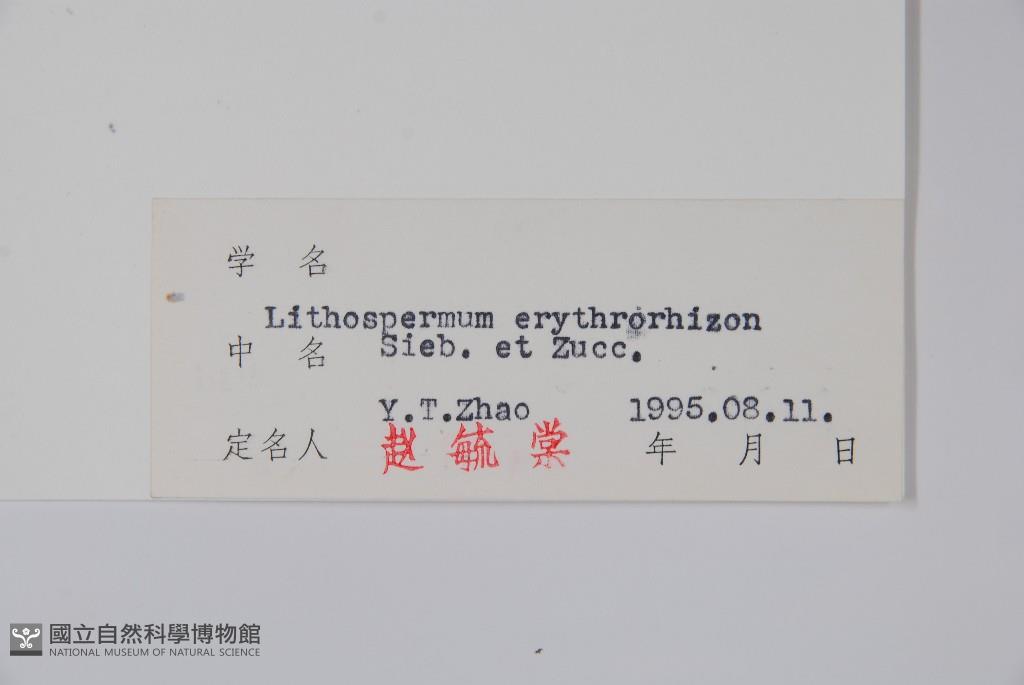 学 名
Lithospermum erythrorhizon
中 名 Sieb. et Zucc.
Y.T.Zhao 1995.08.11.
定名人 赵 毓 棠 年 月 日
國立自然科學博物館
NATIONAL MUSEUM OF NATURAL SCIENCE